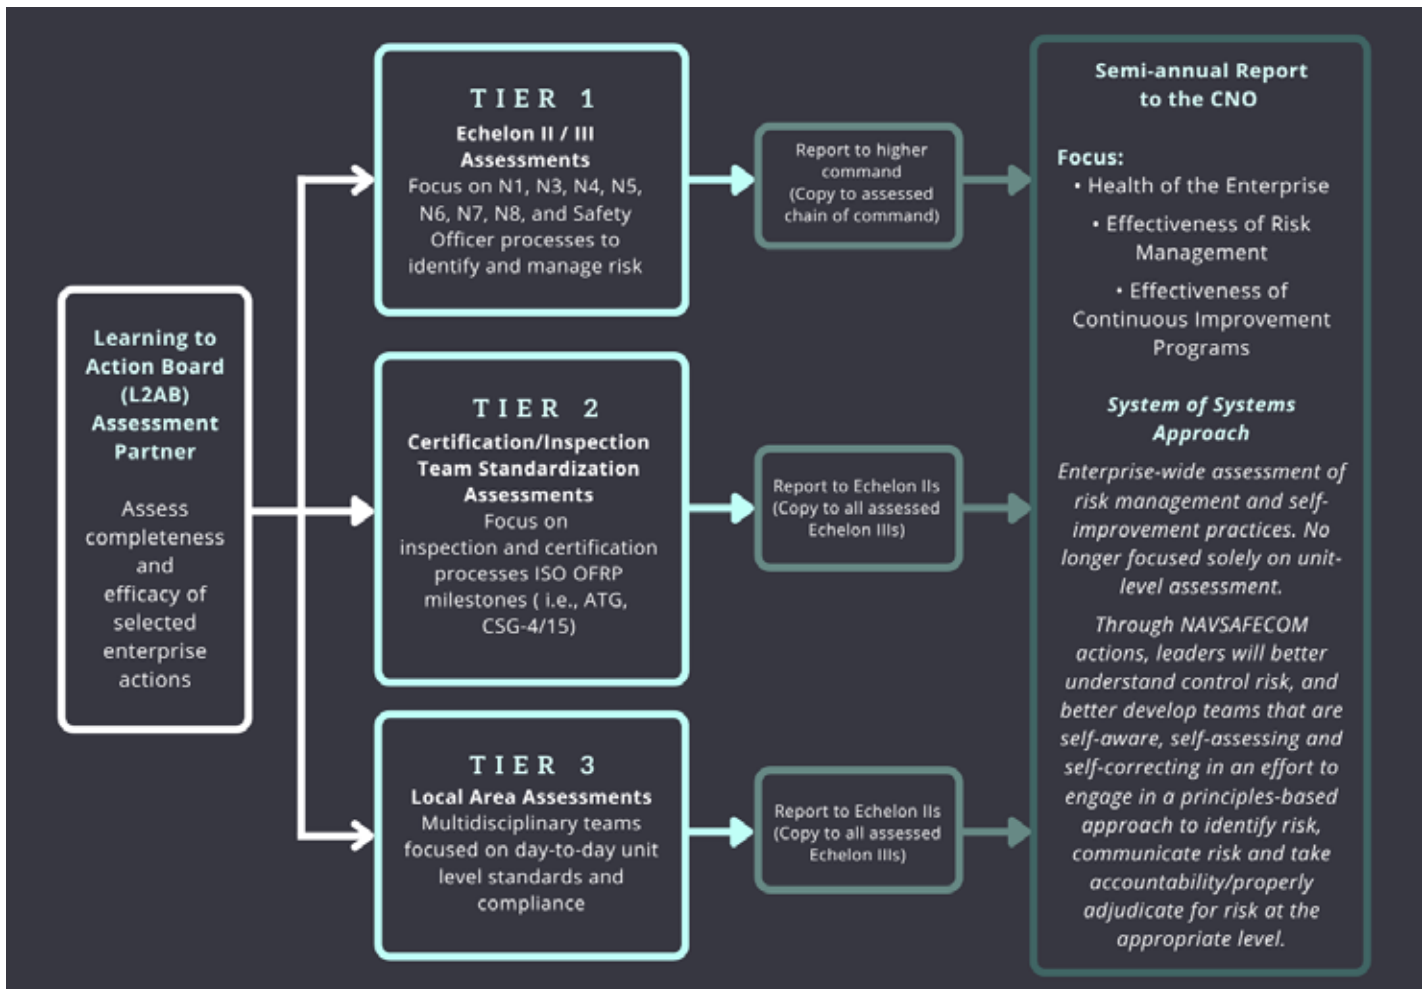 Learning to
Action Board
(L2AB)
Assessment
Partner
Assess
completeness
and
efficacy of
selected
enterprise
actions
TIER 1
Echelon II / III
Assessments
Focus on N1, N3, N4, N5,
N6, N7, N8, and Safety
Officer processes to
identify and manage risk
Report to higher
command
(Copy to assessed
chain of command)
TIER 2
Certification/Inspection
Team Standardization
Assessments
Focus on
inspection and certification
processes ISO OFRP
milestones ( i.e., ATG,
CSG-4/15)
Report to Echelon IIs
(Copy to all assessed
Echelon IIIs)
TIER 3
Local Area Assessments
Multidisciplinary teams
focused on day-to-day unit
level standards and
compliance
Report to Echelon IIs
(Copy to all assessed
Echelon IIIs)
Semi-annual Report
to the CNO
Focus:
• Health of the Enterprise
• Effectiveness of Risk
Management
• Effectiveness of
Continuous Improvement
Programs
System of Systems
Approach
Enterprise-wide assessment of
risk management and self-
improvement practices. No
longer focused solely on unit-
level assessment.
Through NAVSAFECOM
actions, leaders will better
understand control risk, and
better develop teams that are
self-aware, self-assessing and
self-correcting in an effort to
engage in a principles-based
approach to identify risk,
communicate risk and take
accountability/properly
adjudicate for risk at the
appropriate level.